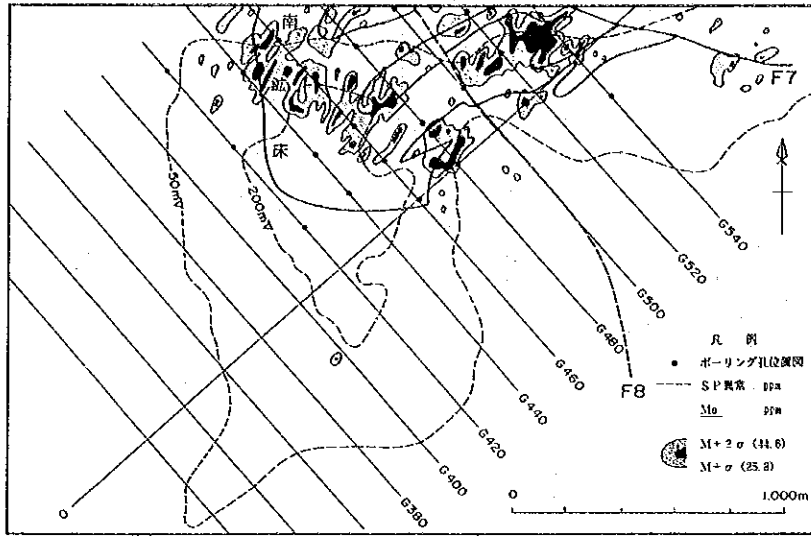 南
鉱
床
F7
-50mV
200mV
G540
G520
G500
G480
G460
G440
G420
G400
G380
F8
O
O
凡 例
ボーリング孔位置図
SP異常 ppm
Mo ppm
M+2σ (44.6)
M+σ (25.2)
0 1,000m